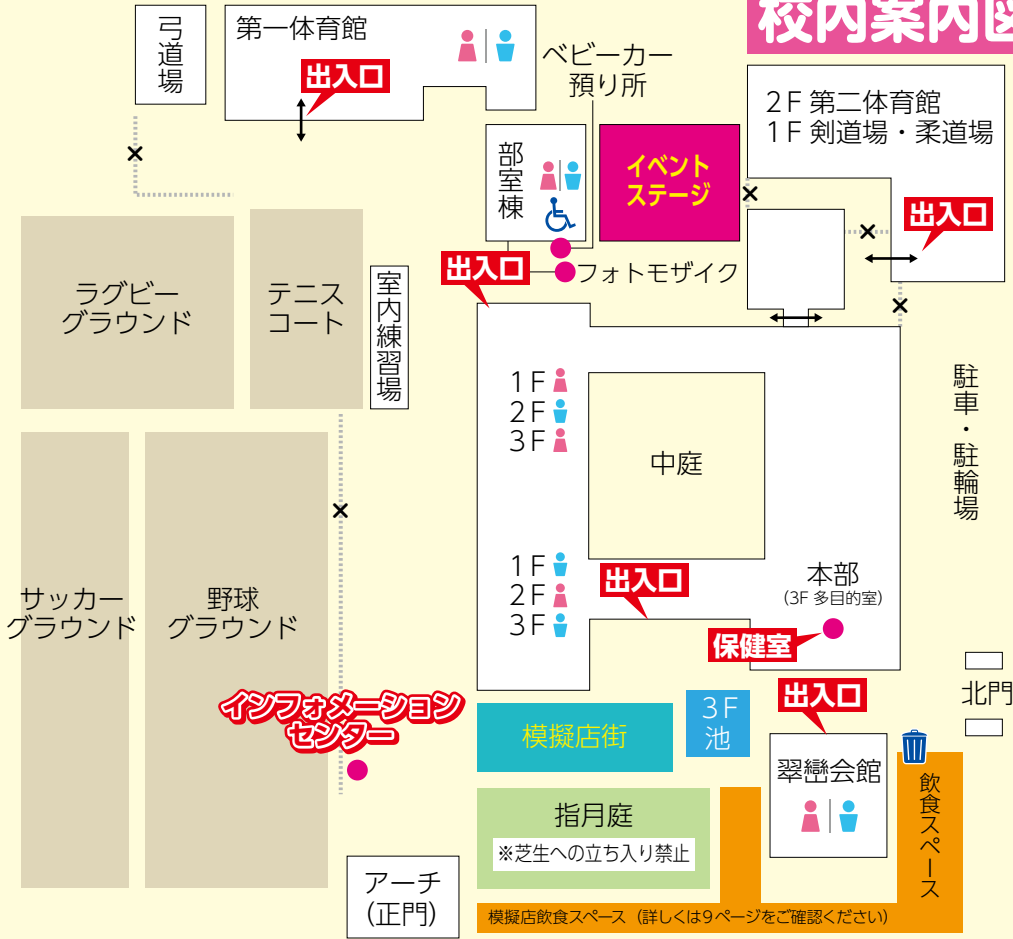 校内案内図
弓道場
第一体育館
出入口
ベビーカー
預り所
2F 第二体育館
1F 剣道場・柔道場
部室棟
イベント
ステージ
出入口
出入口
フォトモザイク
ラグビー
グラウンド
テニス
コート
室内練習場
1F
2F
3F
中庭
駐車・駐輪場
1F
2F
3F
出入口
本部
(3F 多目的室)
保健室
サッカー
グラウンド
野球
グラウンド
インフォメーション
センター
模擬店街
3F
池
出入口
北門
翠巒会館
飲食スペース
指月庭
※芝生への立ち入り禁止
アーチ
(正門)
模擬店飲食スペース（詳しくは9ページをご確認ください）